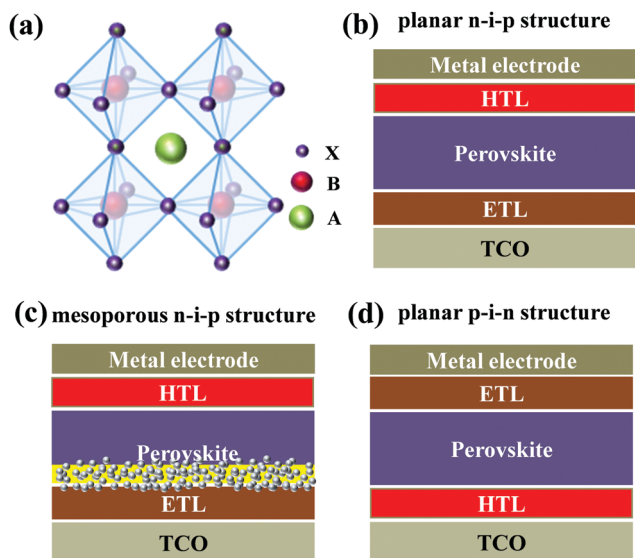 (a)
X
B
A
(b) planar n-i-p structure
Metal electrode
HTL
Perovskite
ETL
TCO
(c) mesoporous n-i-p structure
Metal electrode
HTL
Perovskite
ETL
TCO
(d) planar p-i-n structure
Metal electrode
ETL
Perovskite
HTL
TCO